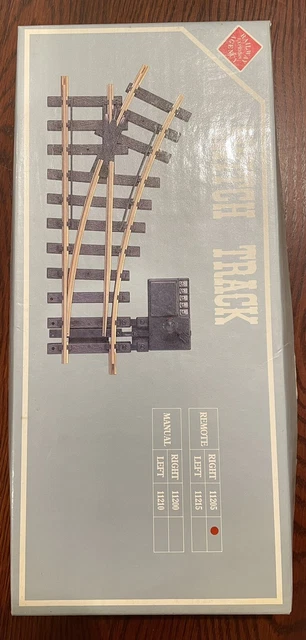 SWITCH TRACK
REMOTE RIGHT 11205
LEFT 11215
MANUAL RIGHT 11200
LEFT 11210